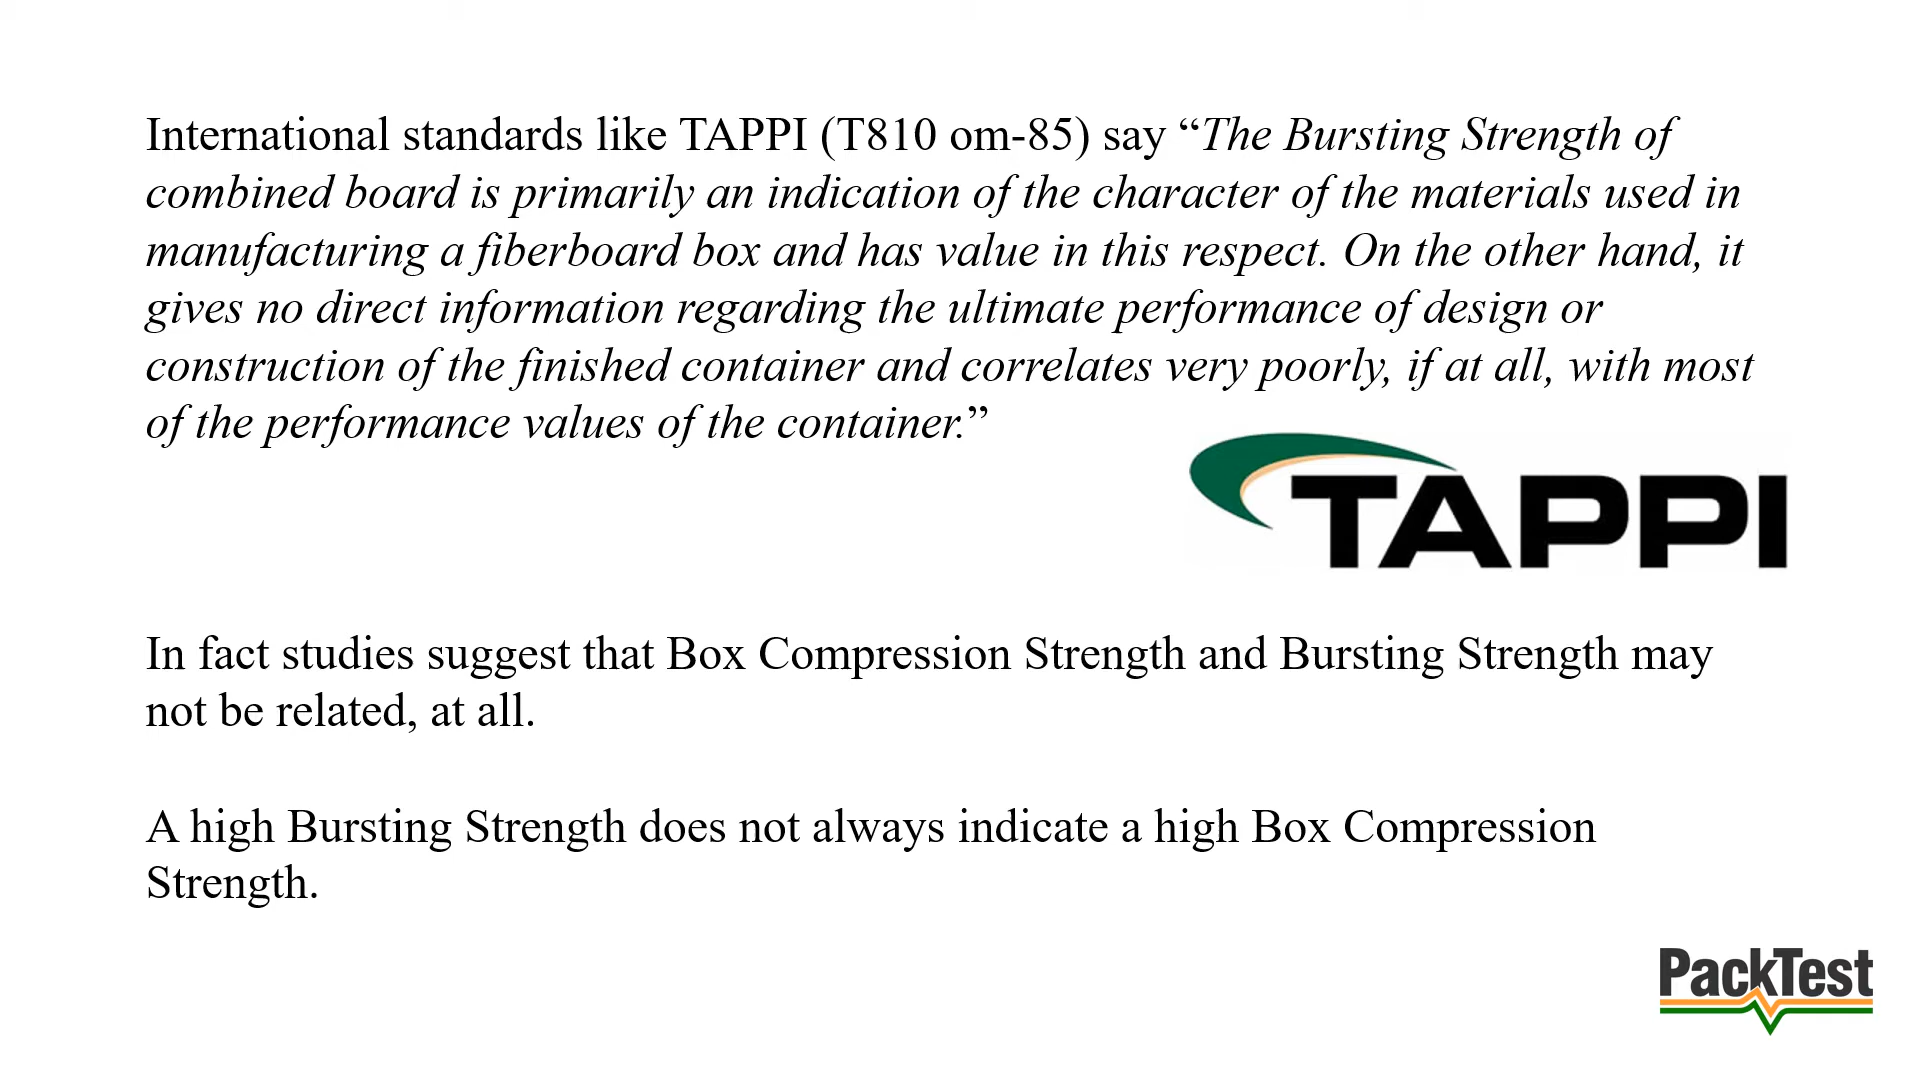 International standards like TAPPI (T810 om-85) say “The Bursting Strength of
combined board is primarily an indication of the character of the materials used in
manufacturing a fiberboard box and has value in this respect. On the other hand, it
gives no direct information regarding the ultimate performance of design or
construction of the finished container and correlates very poorly, if at all, with most
of the performance values of the container.”
TAPPI
In fact studies suggest that Box Compression Strength and Bursting Strength may
not be related, at all.
A high Bursting Strength does not always indicate a high Box Compression
Strength.
PackTest